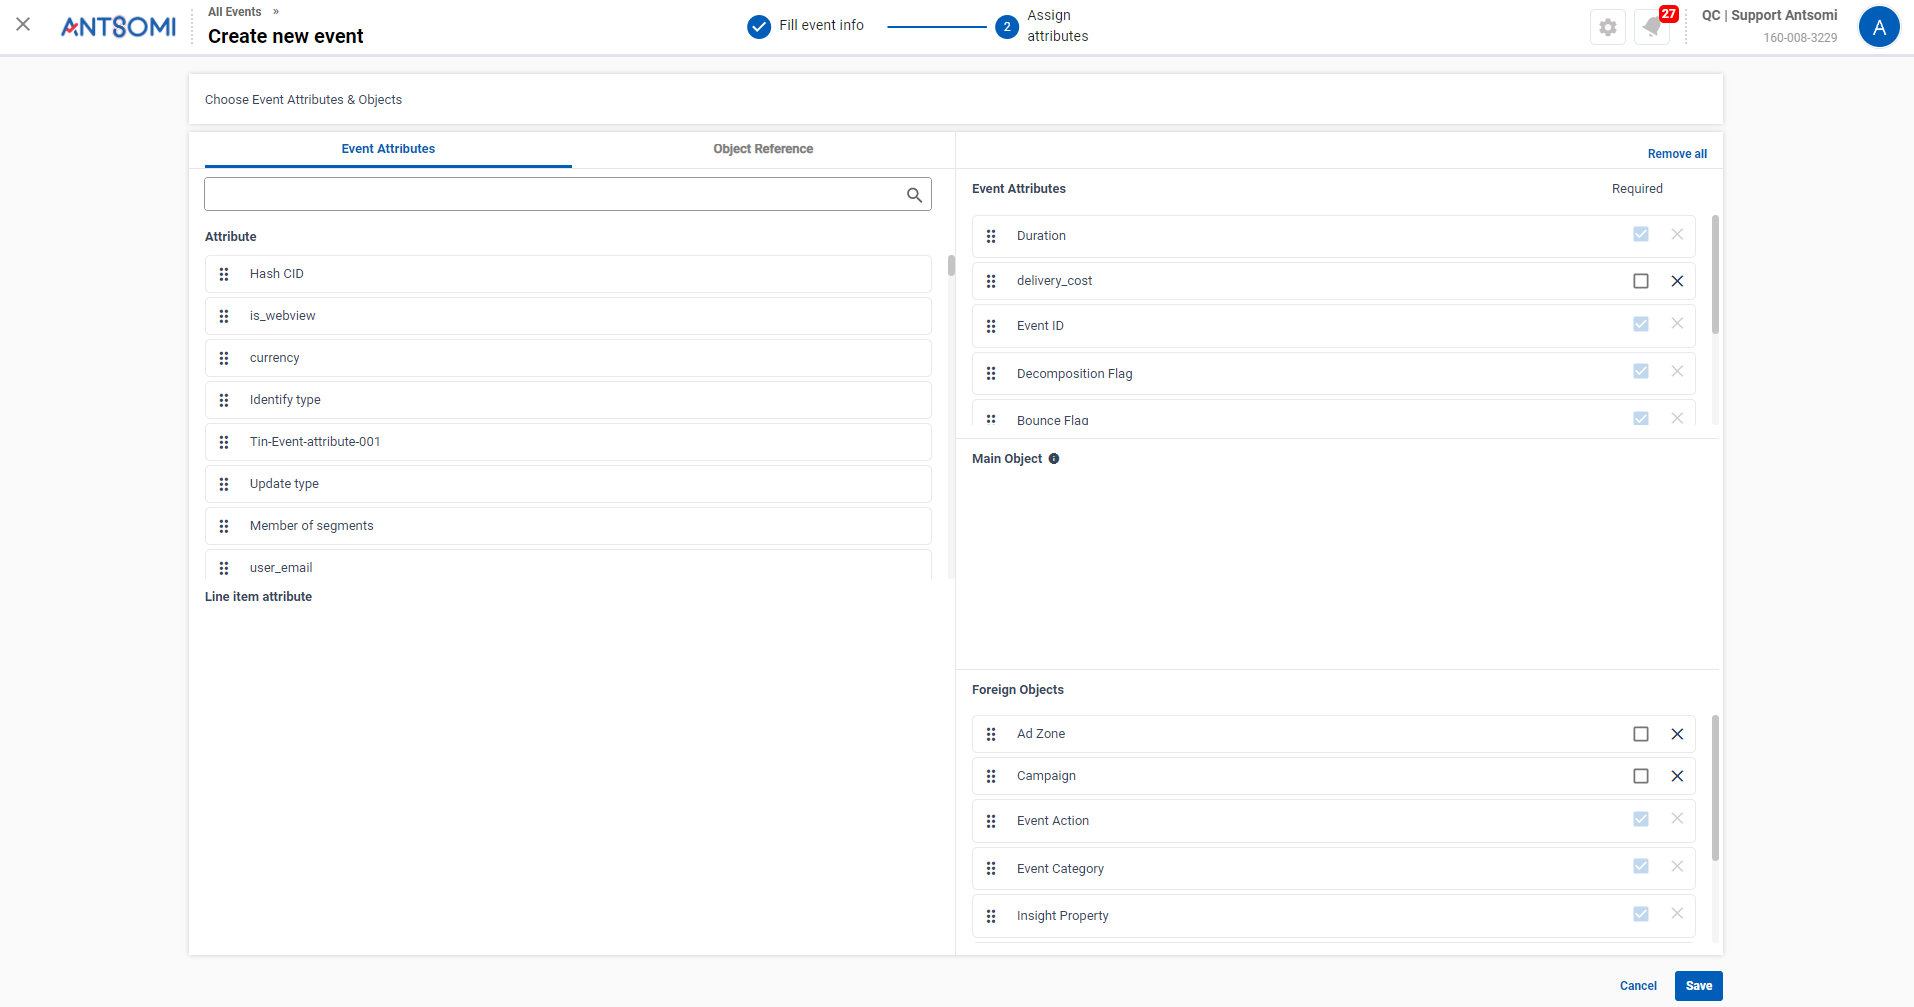 ANTSOMI
All Events »
Create new event
Fill event info
2
Assign
attributes
27
QC | Support Antsomi
160-008-3229
A
Choose Event Attributes & Objects
Event Attributes
Object Reference
Remove all
Attribute
Hash CID
is_webview
currency
Identify type
Tin-Event-attribute-001
Update type
Member of segments
user_email
Line item attribute
Event Attributes
Required
Duration
delivery_cost
Event ID
Decomposition Flag
Bounce Flag
Main Object
Foreign Objects
Ad Zone
Campaign
Event Action
Event Category
Insight Property
Cancel
Save